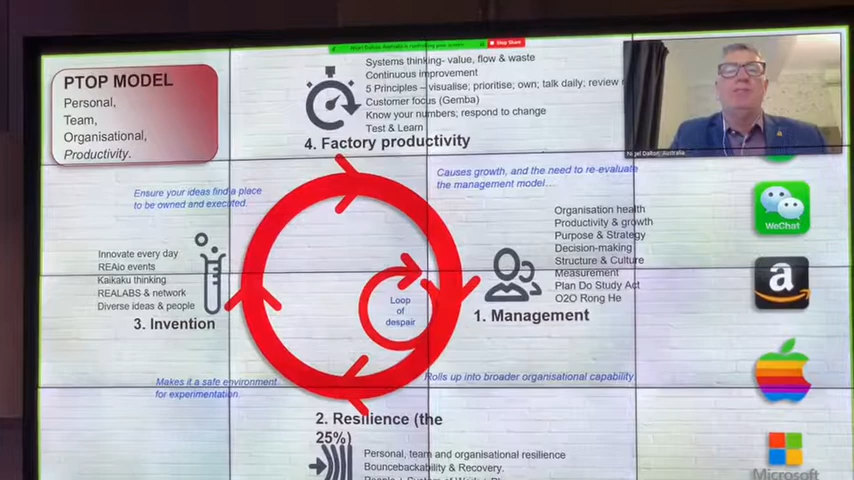 PTOP MODEL
Personal,
Team,
Organisational,
Productivity.
Stop Share
Systems thinking- value, flow & waste
Continuous improvement
5 Principles – visualise; prioritise; own; talk daily; review
Customer focus (Gemba)
Know your numbers; respond to change
Test & Learn
4. Factory productivity
Nigel Dalton, Australia
Ensure your ideas find a place
to be owned and executed.
Causes growth, and the need to re-evaluate
the management model…
Organisation health
Productivity & growth
Purpose & Strategy
Decision-making
Structure & Culture
Measurement
Plan Do Study Act
O2O Rong He
1. Management
Innovate every day
REAio events
Kaikaku thinking
REALABS & network
Diverse ideas & people
3. Invention
Loop
of
despair
WeChat
a
Makes it a safe environment
for experimentation.
Rolls up into broader organisational capability
2. Resilience (the
25%)
Personal, team and organisational resilience
Bouncebackability & Recovery.
Microsoft